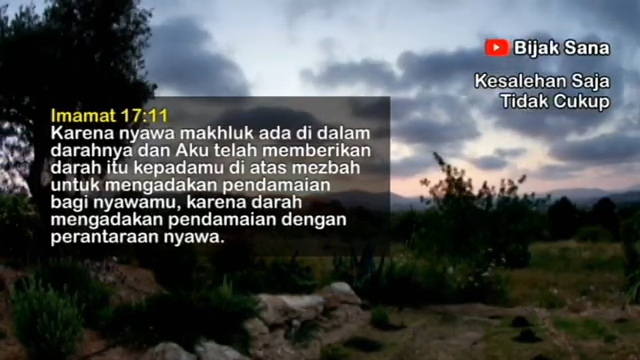 Bijak Sana
Kesalehan Saja
Tidak Cukup
Imamat 17:11
Karena nyawa makhluk ada di dalam
darahnya dan Aku telah memberikan
darah itu kepadamu di atas mezbah
untuk mengadakan pendamaian
bagi nyawamu, karena darah
mengadakan pendamaian dengan
perantaraan nyawa.